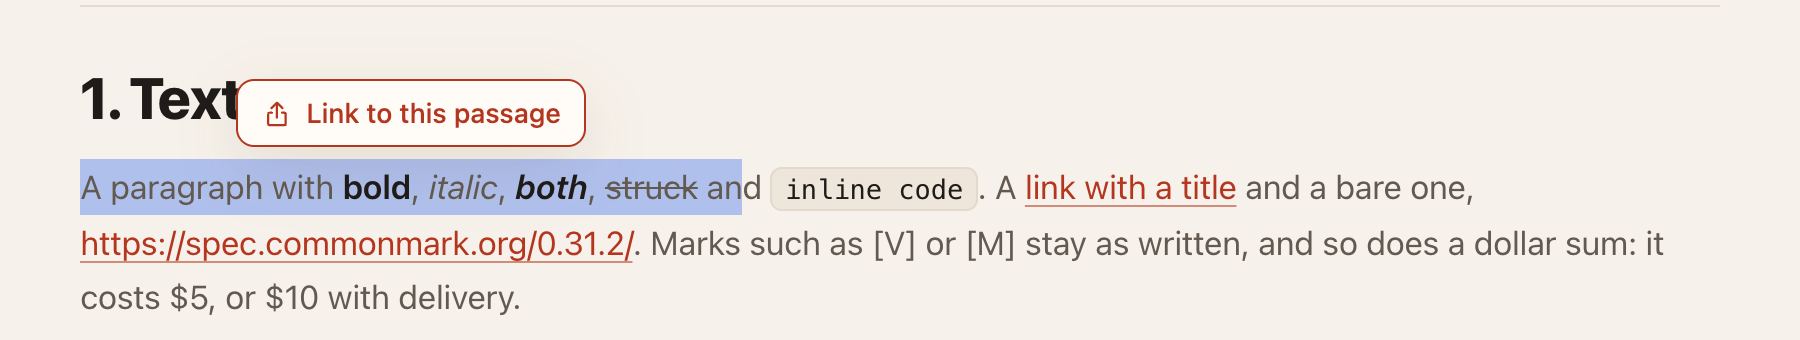 1. Text
Link to this passage
A paragraph with bold, italic, both, struck and inline code. A link with a title and a bare one,
https://spec.commonmark.org/0.31.2/. Marks such as [V] or [M] stay as written, and so does a dollar sum: it
costs $5, or $10 with delivery.